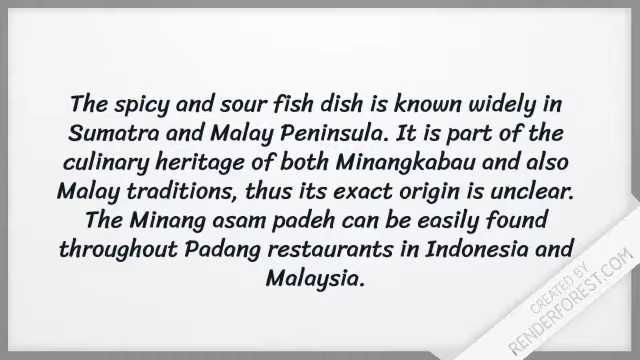 The spicy and sour fish dish is known widely in
Sumatra and Malay Peninsula. It is part of the
culinary heritage of both Minangkabau and also
Malay traditions, thus its exact origin is unclear.
The Minang asam padeh can be easily found
throughout Padang restaurants in Indonesia and
Malaysia.
CREATED BY
RENDERFOREST.COM